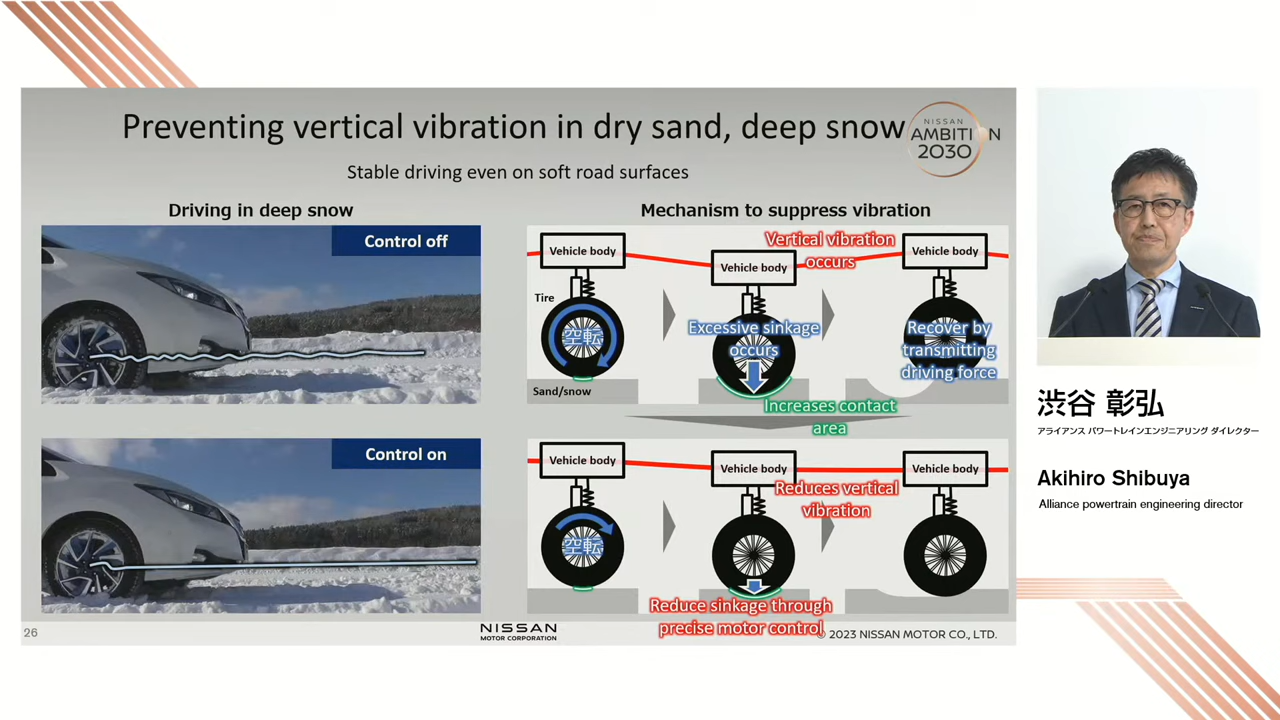 Preventing vertical vibration in dry sand, deep snow
NISSAN
AMBITION
2030
Stable driving even on soft road surfaces
Driving in deep snow
Control off
Control on
Mechanism to suppress vibration
Vehicle body
Vehicle body
Vertical vibration
occurs
Vehicle body
Tire
空転
Excessive sinkage
occurs
Recover by
transmitting
driving force
Sand/snow
Increases contact
area
Vehicle body
Vehicle body
Vehicle body
Reduces vertical
vibration
空転
Reduce sinkage through
precise motor control
26
NISSAN
MOTOR CORPORATION
© 2023 NISSAN MOTOR CO., LTD.
渋谷 彰弘
アライアンス パワートレインエンジニアリング ダイレクター
Akihiro Shibuya
Alliance powertrain engineering director